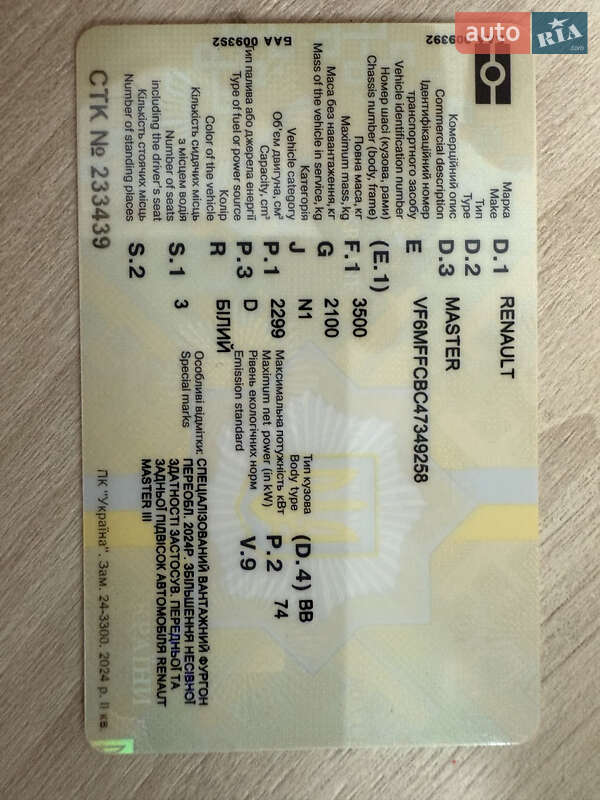 auto RIA .com
009392
БАА 009392
Марка D.1 RENAULT
Make
Тип D.2
Type
Комерційний опис D.3 MASTER
Commercial description
Ідентифікаційний номер E VF6MFFCBC47349258
транспортного засобу
Vehicle identification number
Номер шасі (кузова, рами) (E.1)
Chassis number (body, frame)
Повна маса, кг F.1 3500
Maximum mass, kg
Маса без навантаження, кг G 2100
Mass of the vehicle in service, kg
Категорія J N1 Тип кузова (D.4) ВВ
Vehicle category Body type
Об'єм двигуна, см³ P.1 2299 Максимальна потужність кВт P.2 74
Capacity, cm³ Maximum net power (in kW)
Тип палива або джерела енергії P.3 D Рівень екологічних норм V.9
Type of fuel or power source Emission standard
Колір R БІЛИЙ
Color of the vehicle
Кількість сидячих місць S.1 3
з місцем водія
Number of seats
including the driver's seat
Кількість стоячих місць S.2
Number of standing places
Особливі відмітки: СПЕЦІАЛІЗОВАНИЙ ВАНТАЖНИЙ ФУРГОН
Special marks ПЕРЕОБЛ. 2024Р. ЗБІЛЬШЕННЯ НЕСІВНОЇ
ЗДАТНОСТІ ЗАСТОСУВ. ПЕРЕДНЬОЇ ТА
ЗАДНЬОЇ ПІДВІСОК АВТОМОБІЛЯ RENAUT
MASTER III
СТК № 233439
ПК "Україна". Зам. 24-3300. 2024 р. ІІ кв.